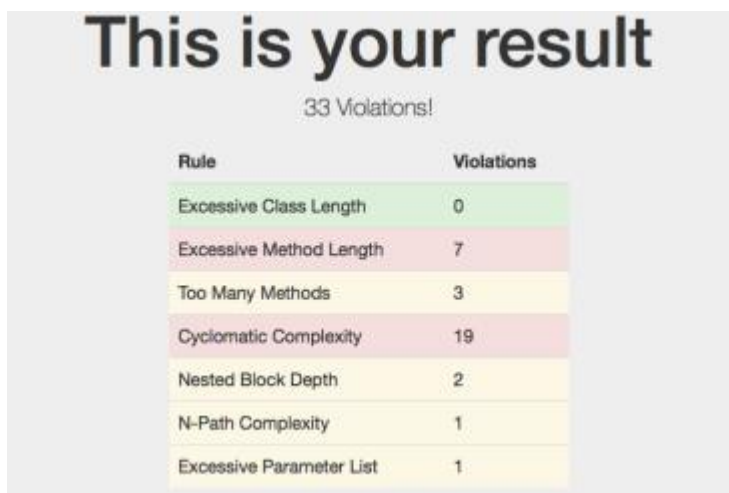 This is your result
33 Violations!
Rule Violations
Excessive Class Length 0
Excessive Method Length 7
Too Many Methods 3
Cyclomatic Complexity 19
Nested Block Depth 2
N-Path Complexity 1
Excessive Parameter List 1